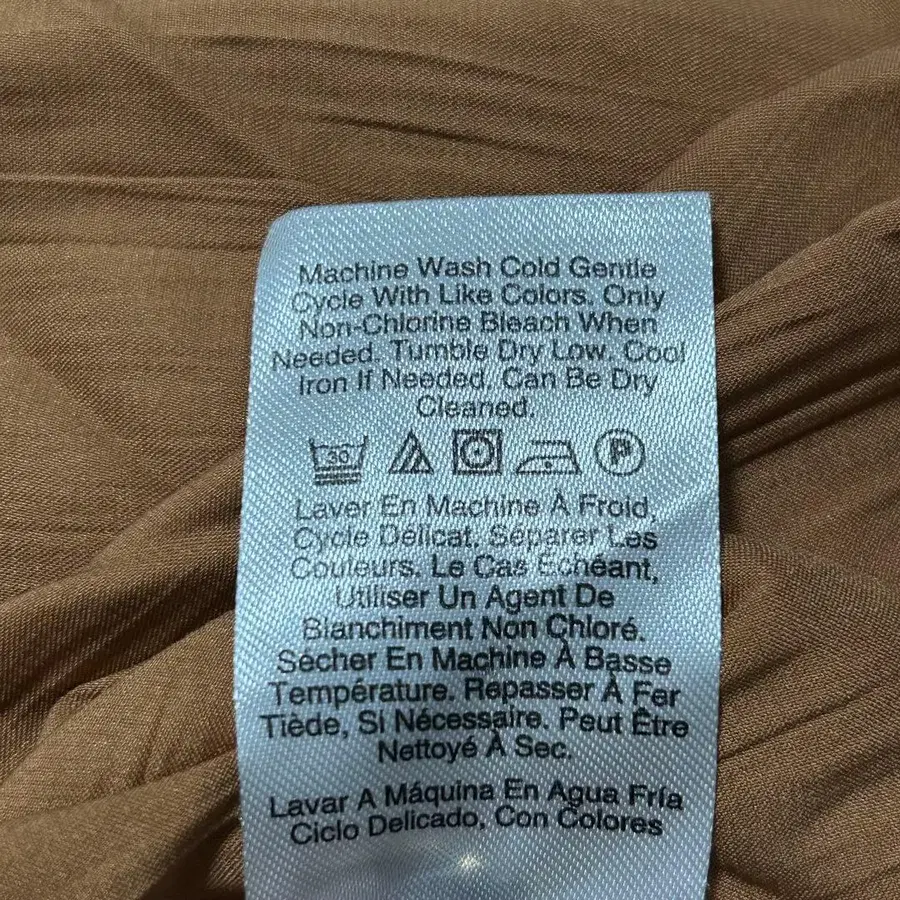 Machine Wash Cold Gentle
Cycle With Like Colors. Only
Non-Chlorine Bleach When
Needed. Tumble Dry Low. Cool
Iron If Needed. Can Be Dry
Cleaned.
30 P
Laver En Machine À Froid,
Cycle Délicat. Séparer Les
Couleurs. Le Cas Échéant,
Utiliser Un Agent De
Blanchiment Non Chloré.
Sécher En Machine À Basse
Température. Repasser À Fer
Tiède, Si Nécessaire. Peut Être
Nettoyé À Sec.
Lavar A Máquina En Agua Fría
Ciclo Delicado, Con Colores